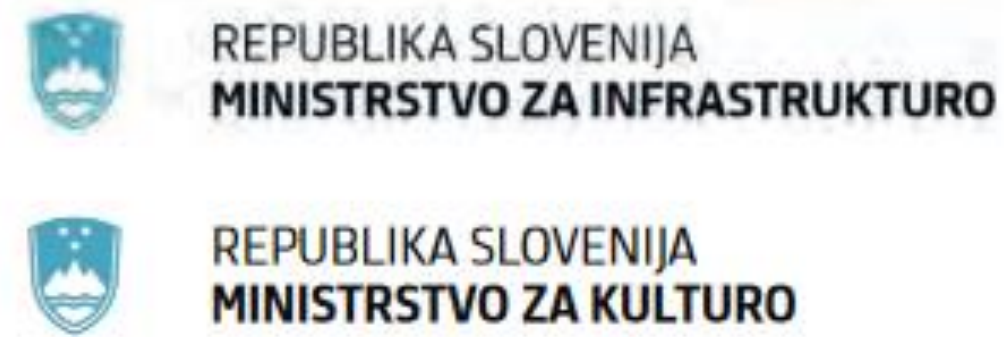 REPUBLIKA SLOVENIJA
MINISTRSTVO ZA INFRASTRUKTURO
REPUBLIKA SLOVENIJA
MINISTRSTVO ZA KULTURO